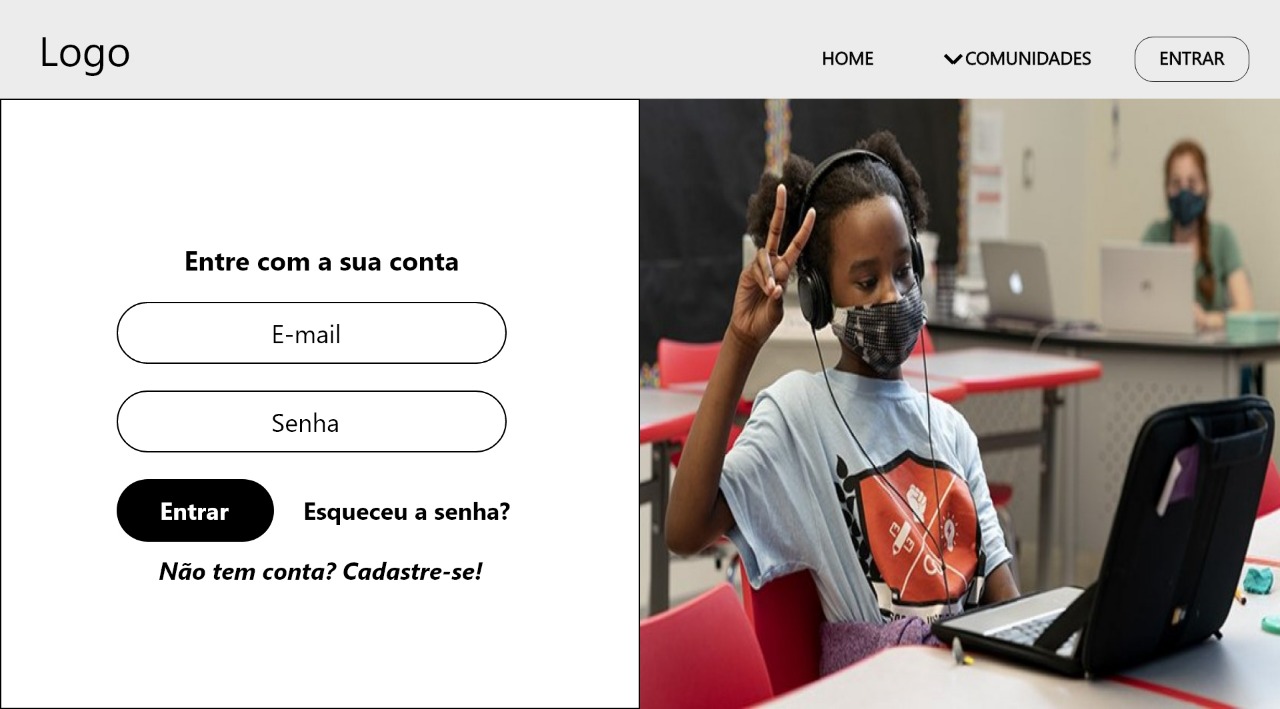 Logo
HOME
COMUNIDADES
ENTRAR
Entre com a sua conta
E-mail
Senha
Entrar
Esqueceu a senha?
Não tem conta? Cadastre-se!